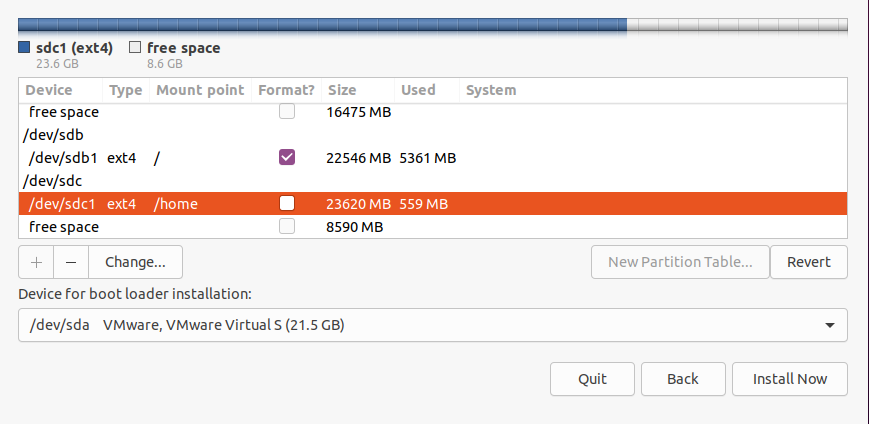 sdc1 (ext4) free space
23.6 GB 8.6 GB
Device Type Mount point Format? Size Used System
free space 16475 MB
/dev/sdb
/dev/sdb1 ext4 / 22546 MB 5361 MB
/dev/sdc
/dev/sdc1 ext4 /home 23620 MB 559 MB
free space 8590 MB
+ − Change... New Partition Table... Revert
Device for boot loader installation:
/dev/sda VMware, VMware Virtual S (21.5 GB)
Quit Back Install Now